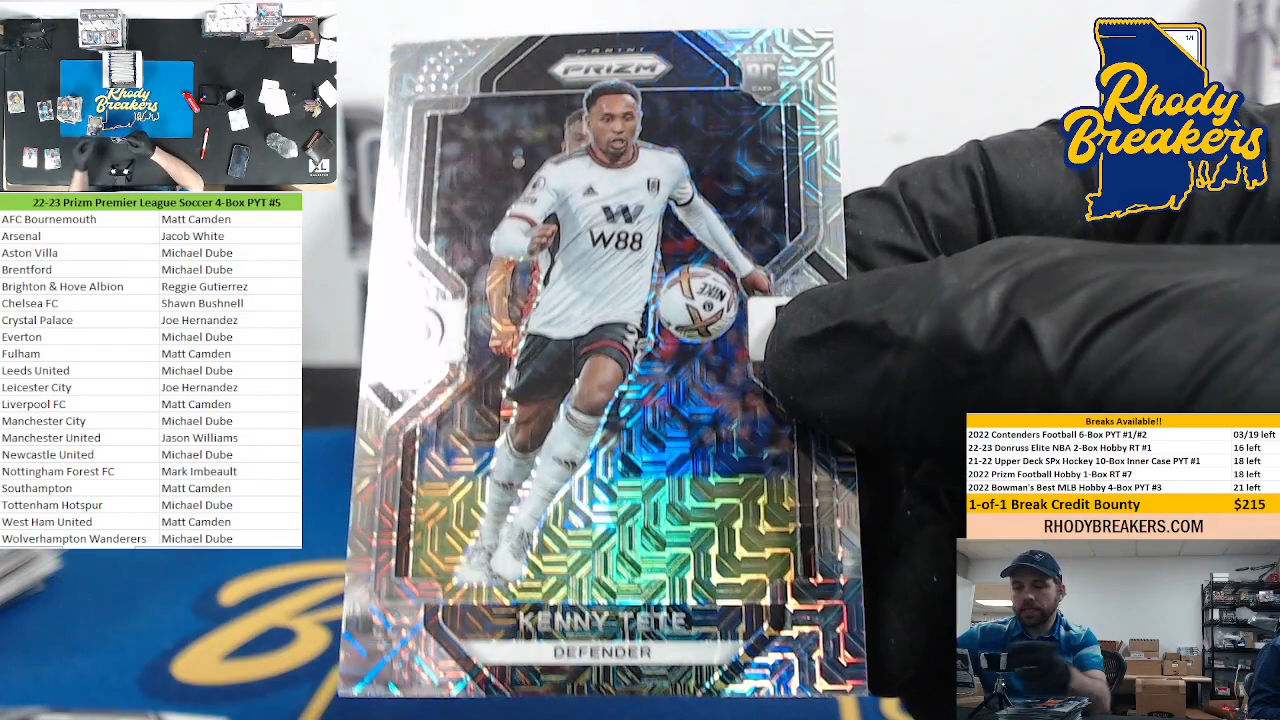 22-23 Prizm Premier League Soccer 4-Box PYT #5
AFC Bournemouth Matt Camden
Arsenal Jacob White
Aston Villa Michael Dube
Brentford Michael Dube
Brighton & Hove Albion Reggie Gutierrez
Chelsea FC Shawn Bushnell
Crystal Palace Joe Hernandez
Everton Michael Dube
Fulham Matt Camden
Leeds United Michael Dube
Leicester City Joe Hernandez
Liverpool FC Matt Camden
Manchester City Michael Dube
Manchester United Jason Williams
Newcastle United Michael Dube
Nottingham Forest FC Mark Imbeault
Southampton Matt Camden
Tottenham Hotspur Michael Dube
West Ham United Matt Camden
Wolverhampton Wanderers Michael Dube
Rhody
Breakers
PANINI
PRIZM
RC
CARD
W88
NIKE
KENNY TETE
DEFENDER
1/1
Rhody
Breakers
Breaks Available!!
2022 Contenders Football 6-Box PYT #1/#2 03/19 left
22-23 Donruss Elite NBA 2-Box Hobby RT #1 16 left
21-22 Upper Deck SPx Hockey 10-Box Inner Case PYT #1 18 left
2022 Prizm Football Hobby 1-Box RT #7 18 left
2022 Bowman's Best MLB Hobby 4-Box PYT #3 21 left
1-of-1 Break Credit Bounty $215
RHODYBREAKERS.COM